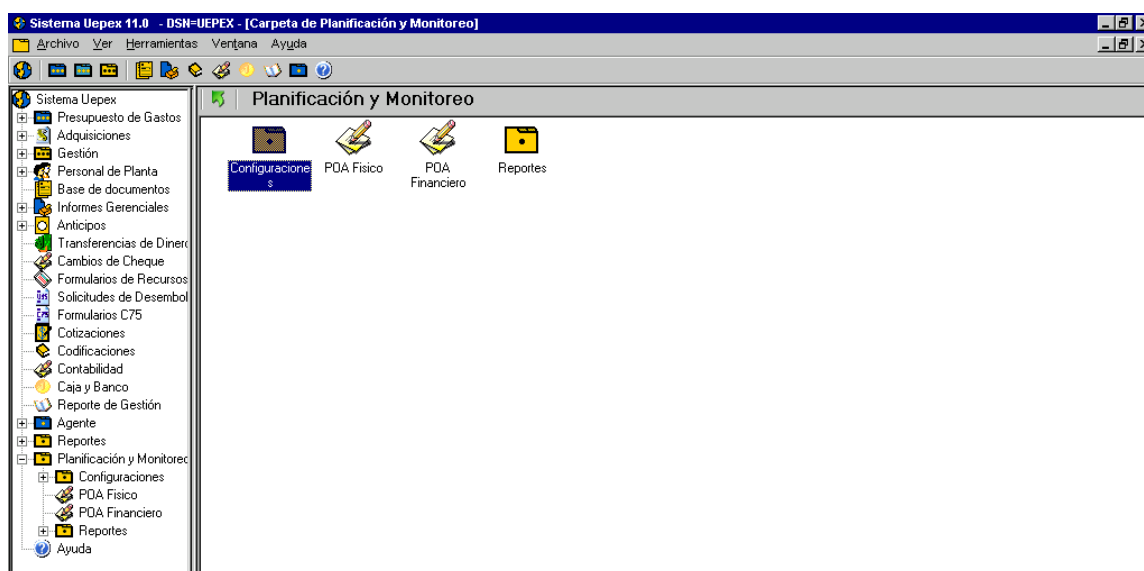 Sistema Uepex 11.0 - DSN=UEPEX - [Carpeta de Planificación y Monitoreo]
Archivo Ver Herramientas Ventana Ayuda
Planificación y Monitoreo
Configuracione
s
POA Fisico
POA
Financiero
Reportes
Sistema Uepex
Presupuesto de Gastos
Adquisiciones
Gestión
Personal de Planta
Base de documentos
Informes Gerenciales
Anticipos
Transferencias de Dinerc
Cambios de Cheque
Formularios de Recursos
Solicitudes de Desembol
Formularios C75
Cotizaciones
Codificaciones
Contabilidad
Caja y Banco
Reporte de Gestión
Agente
Reportes
Planificación y Monitorec
Configuraciones
POA Fisico
POA Financiero
Reportes
Ayuda